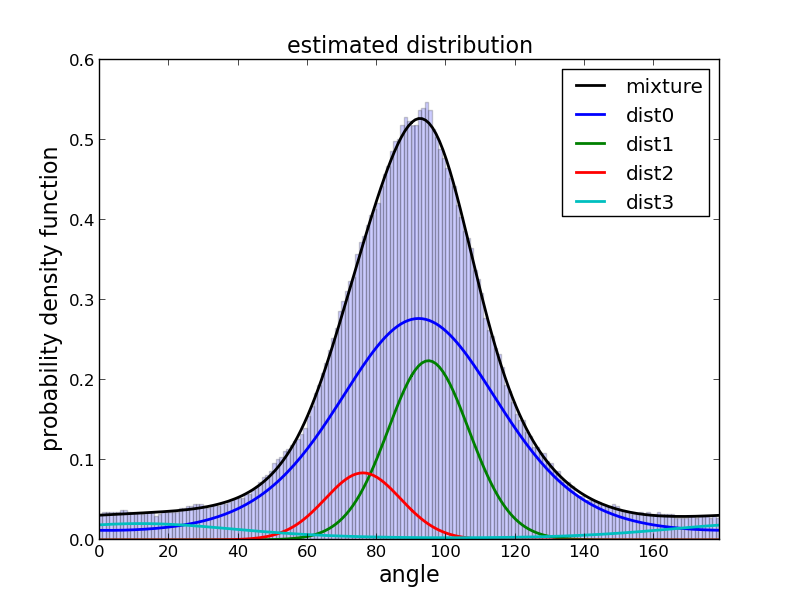 estimated distribution
probability density function
0.6
0.5
0.4
0.3
0.2
0.1
0.0
mixture
dist0
dist1
dist2
dist3
0 20 40 60 80 100 120 140 160
angle